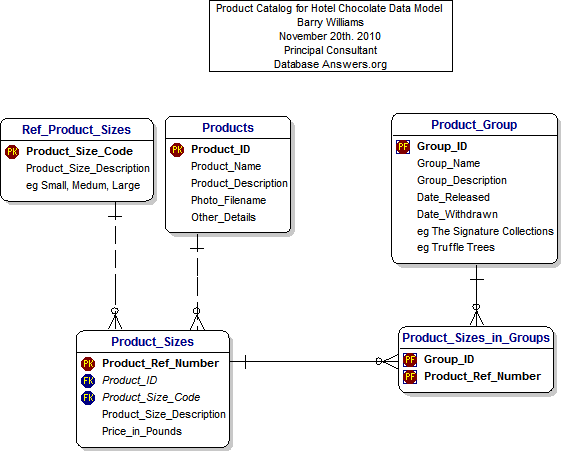 Product Catalog for Hotel Chocolate Data Model
Barry Williams
November 20th. 2010
Principal Consultant
Database Answers.org
Ref_Product_Sizes
PK Product_Size_Code
Product_Size_Description
eg Small, Medum, Large
Products
PK Product_ID
Product_Name
Product_Description
Photo_Filename
Other_Details
Product_Group
PF Group_ID
Group_Name
Group_Description
Date_Released
Date_Withdrawn
eg The Signature Collections
eg Truffle Trees
Product_Sizes
PK Product_Ref_Number
FK Product_ID
FK Product_Size_Code
Product_Size_Description
Price_in_Pounds
Product_Sizes_in_Groups
PF Group_ID
PF Product_Ref_Number